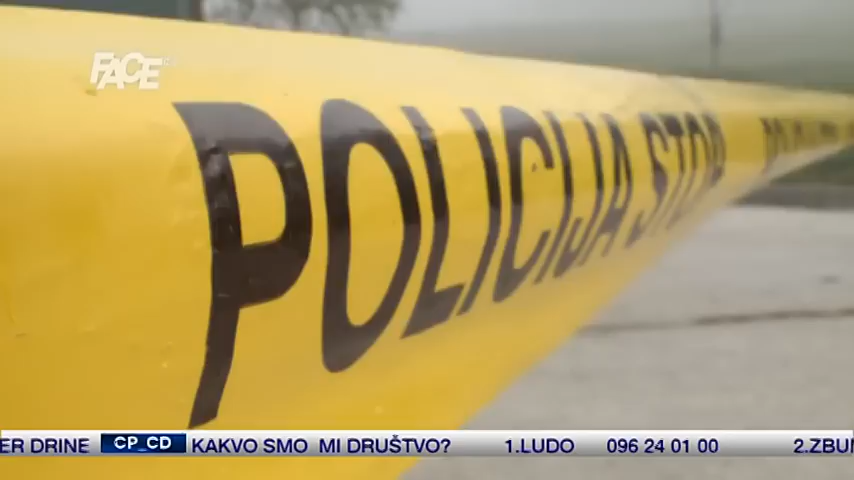 FACE
POLICIJA STOP
ER DRINE CP_CD KAKVO SMO MI DRUŠTVO? 1.LUDO 096 24 01 00 2.ZBUN